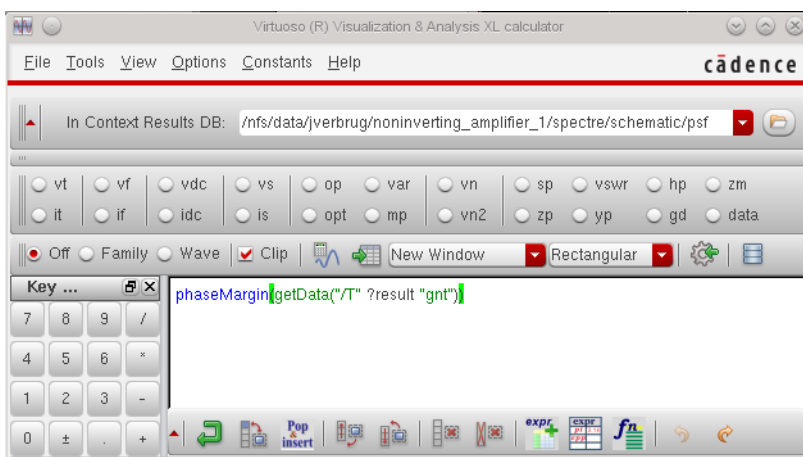 Virtuoso (R) Visualization & Analysis XL calculator
File Tools View Options Constants Help cādence
In Context Results DB: /nfs/data/jverbrug/noninverting_amplifier_1/spectre/schematic/psf
vt vf vdc vs op var vn sp vswr hp zm
it if idc is opt mp vn2 zp yp gd data
Off Family Wave Clip New Window Rectangular
Key ...
phaseMargin(getData("/T" ?result "gnt"))
7 8 9 /
4 5 6 *
1 2 3 -
0 ± . +
Pop & insert
expr
expr
fn